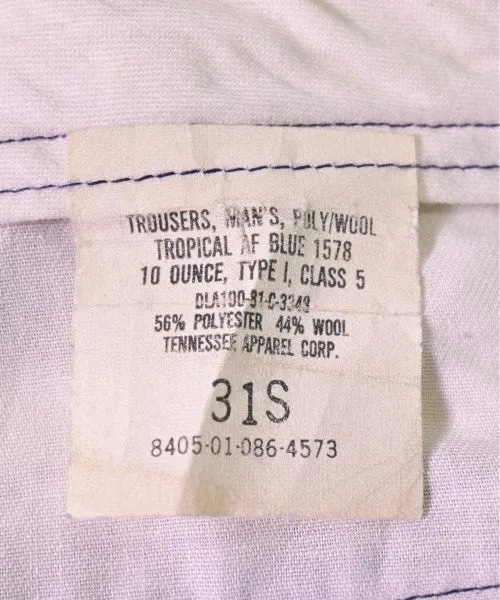 TROUSERS, MAN'S, POLY/WOOL
TROPICAL AF BLUE 1578
10 OUNCE, TYPE I, CLASS 5
DLA100-81-C-3349
56% POLYESTER 44% WOOL
TENNESSEE APPAREL CORP.
31S
8405-01-086-4573